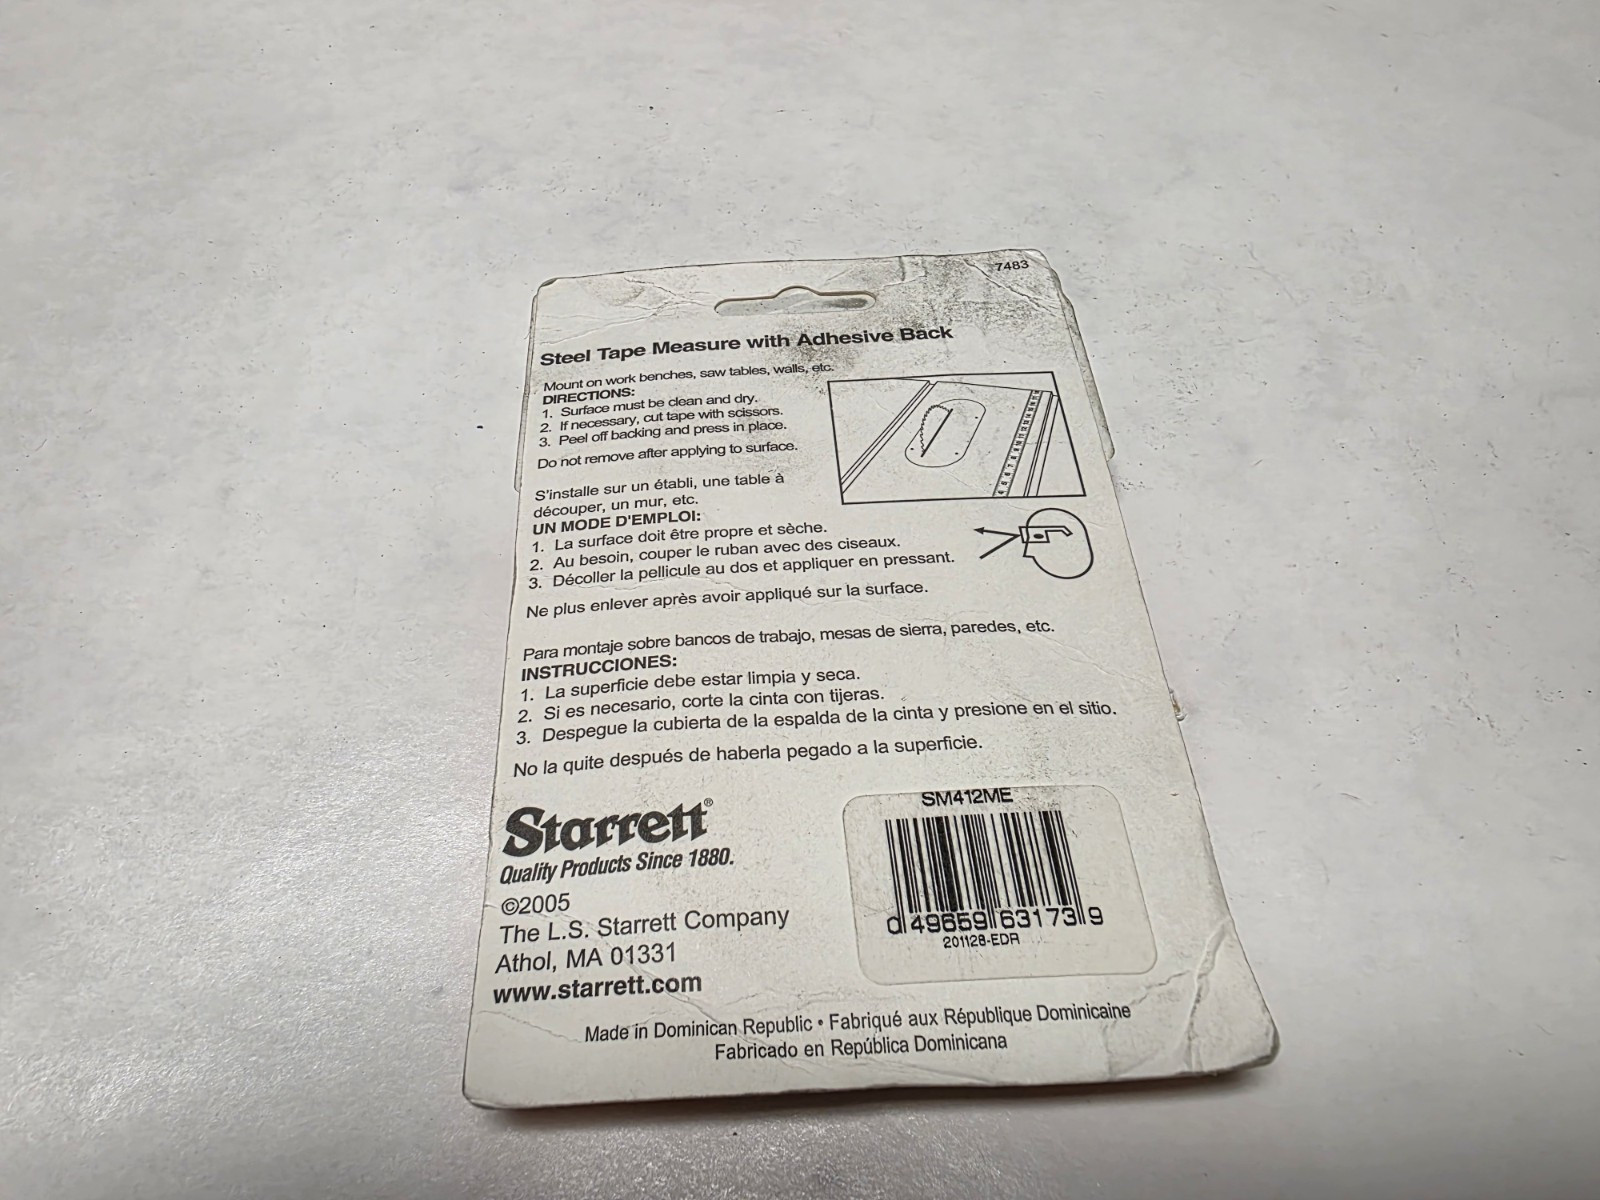 7483
Steel Tape Measure with Adhesive Back
Mount on work benches, saw tables, walls, etc.
DIRECTIONS:
1. Surface must be clean and dry.
2. If necessary, cut tape with scissors.
3. Peel off backing and press in place.
Do not remove after applying to surface.
S'installe sur un établi, une table à
découper, un mur, etc.
UN MODE D'EMPLOI:
1. La surface doit être propre et sèche.
2. Au besoin, couper le ruban avec des ciseaux.
3. Décoller la pellicule au dos et appliquer en pressant.
Ne plus enlever après avoir appliqué sur la surface.
Para montaje sobre bancos de trabajo, mesas de sierra, paredes, etc.
INSTRUCCIONES:
1. La superficie debe estar limpia y seca.
2. Si es necesario, corte la cinta con tijeras.
3. Despegue la cubierta de la espalda de la cinta y presione en el sitio.
No la quite después de haberla pegado a la superficie.
Starrett®
Quality Products Since 1880.
©2005
The L.S. Starrett Company
Athol, MA 01331
www.starrett.com
SM412ME
0 49659 63173 9
201128-EDR
Made in Dominican Republic • Fabriqué aux République Dominicaine
Fabricado en República Dominicana